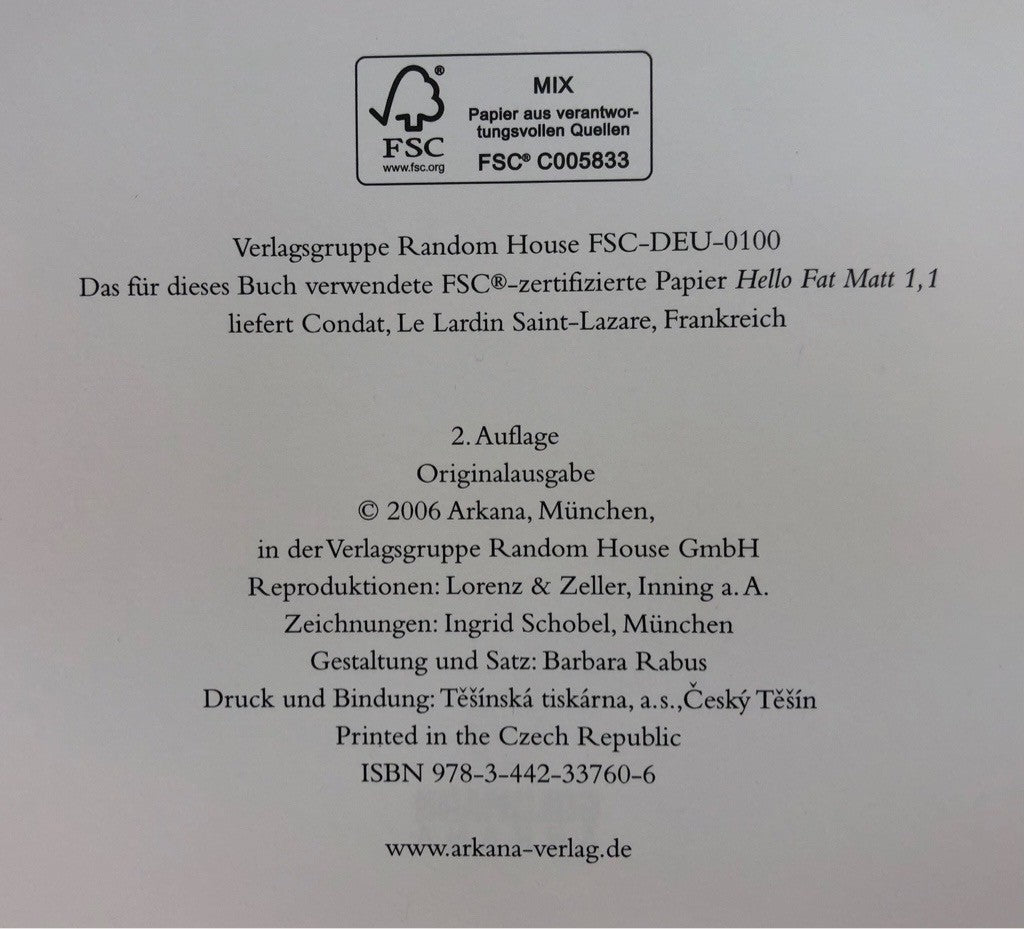 MIX
Papier aus verantwor-
tungsvollen Quellen
FSC® C005833
®
FSC
www.fsc.org
Verlagsgruppe Random House FSC-DEU-0100
Das für dieses Buch verwendete FSC®-zertifizierte Papier Hello Fat Matt 1,1
liefert Condat, Le Lardin Saint-Lazare, Frankreich
2. Auflage
Originalausgabe
© 2006 Arkana, München,
in der Verlagsgruppe Random House GmbH
Reproduktionen: Lorenz & Zeller, Inning a. A.
Zeichnungen: Ingrid Schobel, München
Gestaltung und Satz: Barbara Rabus
Druck und Bindung: Těšínská tiskárna, a.s., Český Těšín
Printed in the Czech Republic
ISBN 978-3-442-33760-6
www.arkana-verlag.de